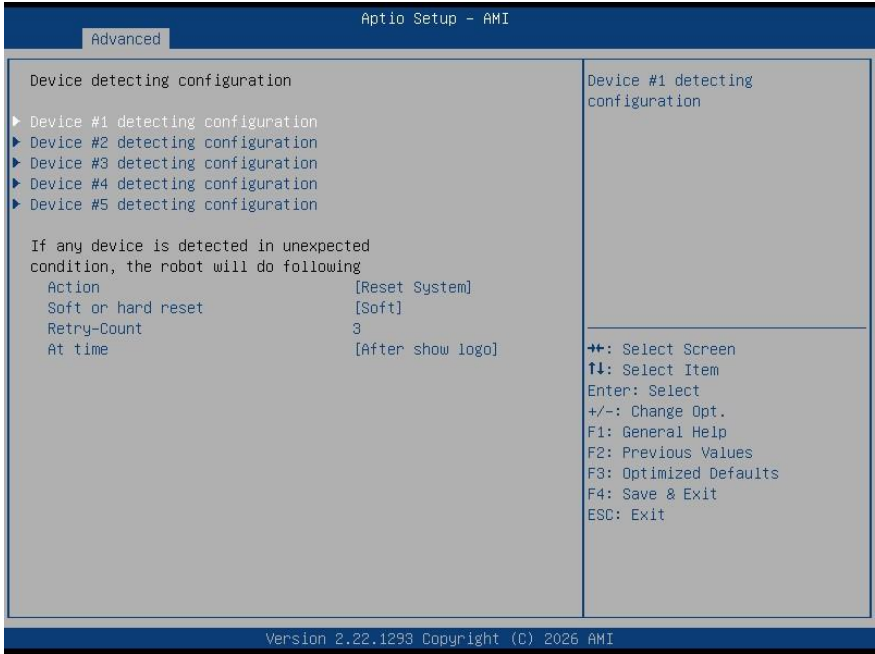 Aptio Setup – AMI
Advanced
Device detecting configuration
Device #1 detecting configuration
Device #2 detecting configuration
Device #3 detecting configuration
Device #4 detecting configuration
Device #5 detecting configuration
If any device is detected in unexpected
condition, the robot will do following
Action [Reset System]
Soft or hard reset [Soft]
Retry-Count 3
At time [After show logo]
Device #1 detecting
configuration
→←: Select Screen
↑↓: Select Item
Enter: Select
+/-: Change Opt.
F1: General Help
F2: Previous Values
F3: Optimized Defaults
F4: Save & Exit
ESC: Exit
Version 2.22.1293 Copyright (C) 2026 AMI